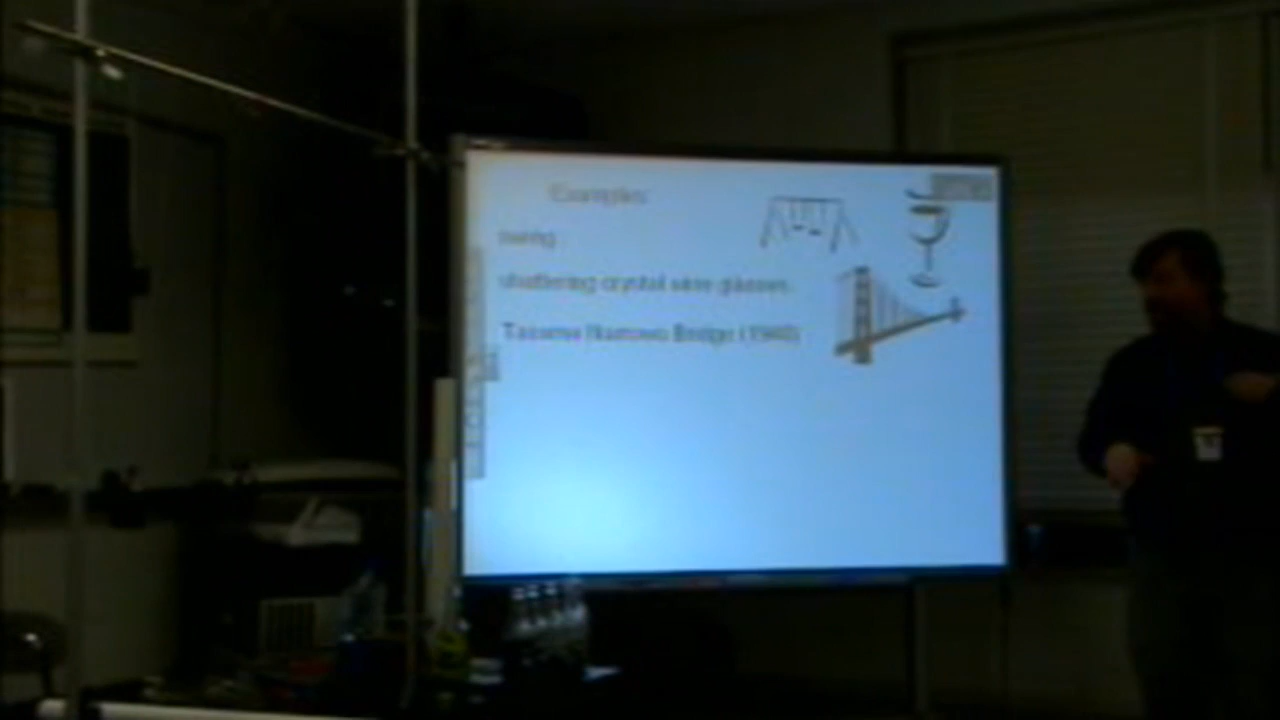 Examples:
swing
shattering crystal wine glasses
Tacoma Narrows Bridge (1940)